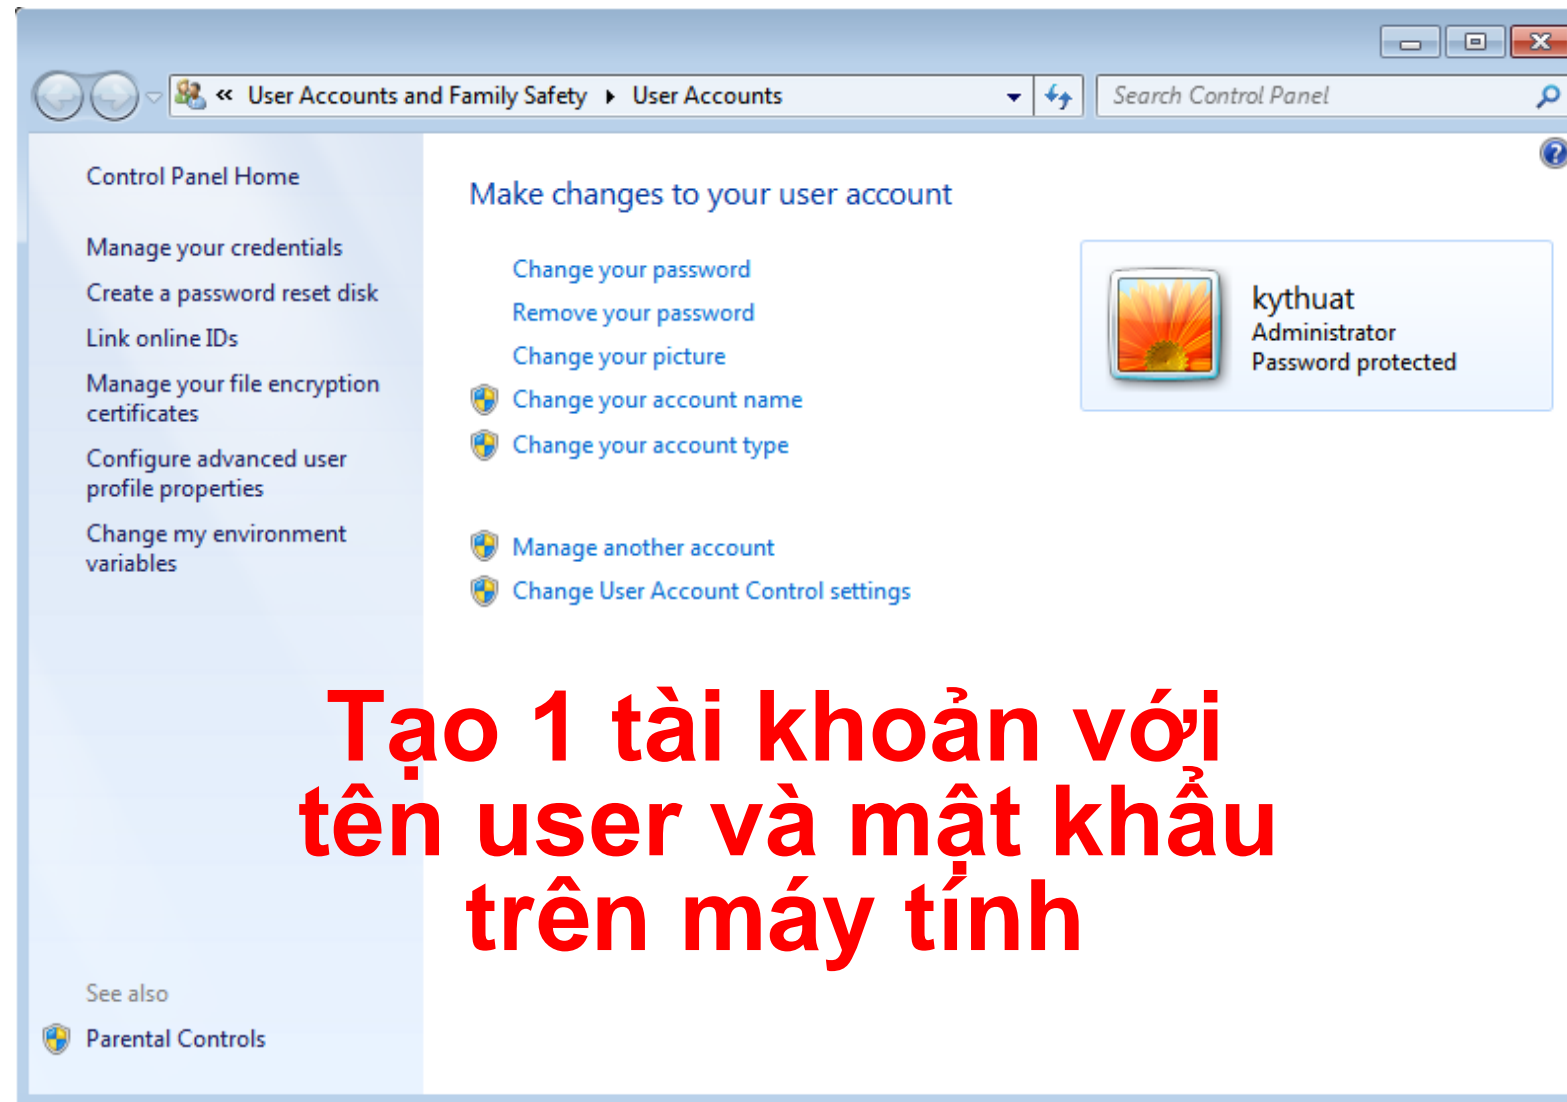 « User Accounts and Family Safety ▸ User Accounts
Search Control Panel
Control Panel Home
Manage your credentials
Create a password reset disk
Link online IDs
Manage your file encryption
certificates
Configure advanced user
profile properties
Change my environment
variables
See also
Parental Controls
Make changes to your user account
Change your password
Remove your password
Change your picture
Change your account name
Change your account type
Manage another account
Change User Account Control settings
kythuat
Administrator
Password protected
Tạo 1 tài khoản với
tên user và mật khẩu
trên máy tính